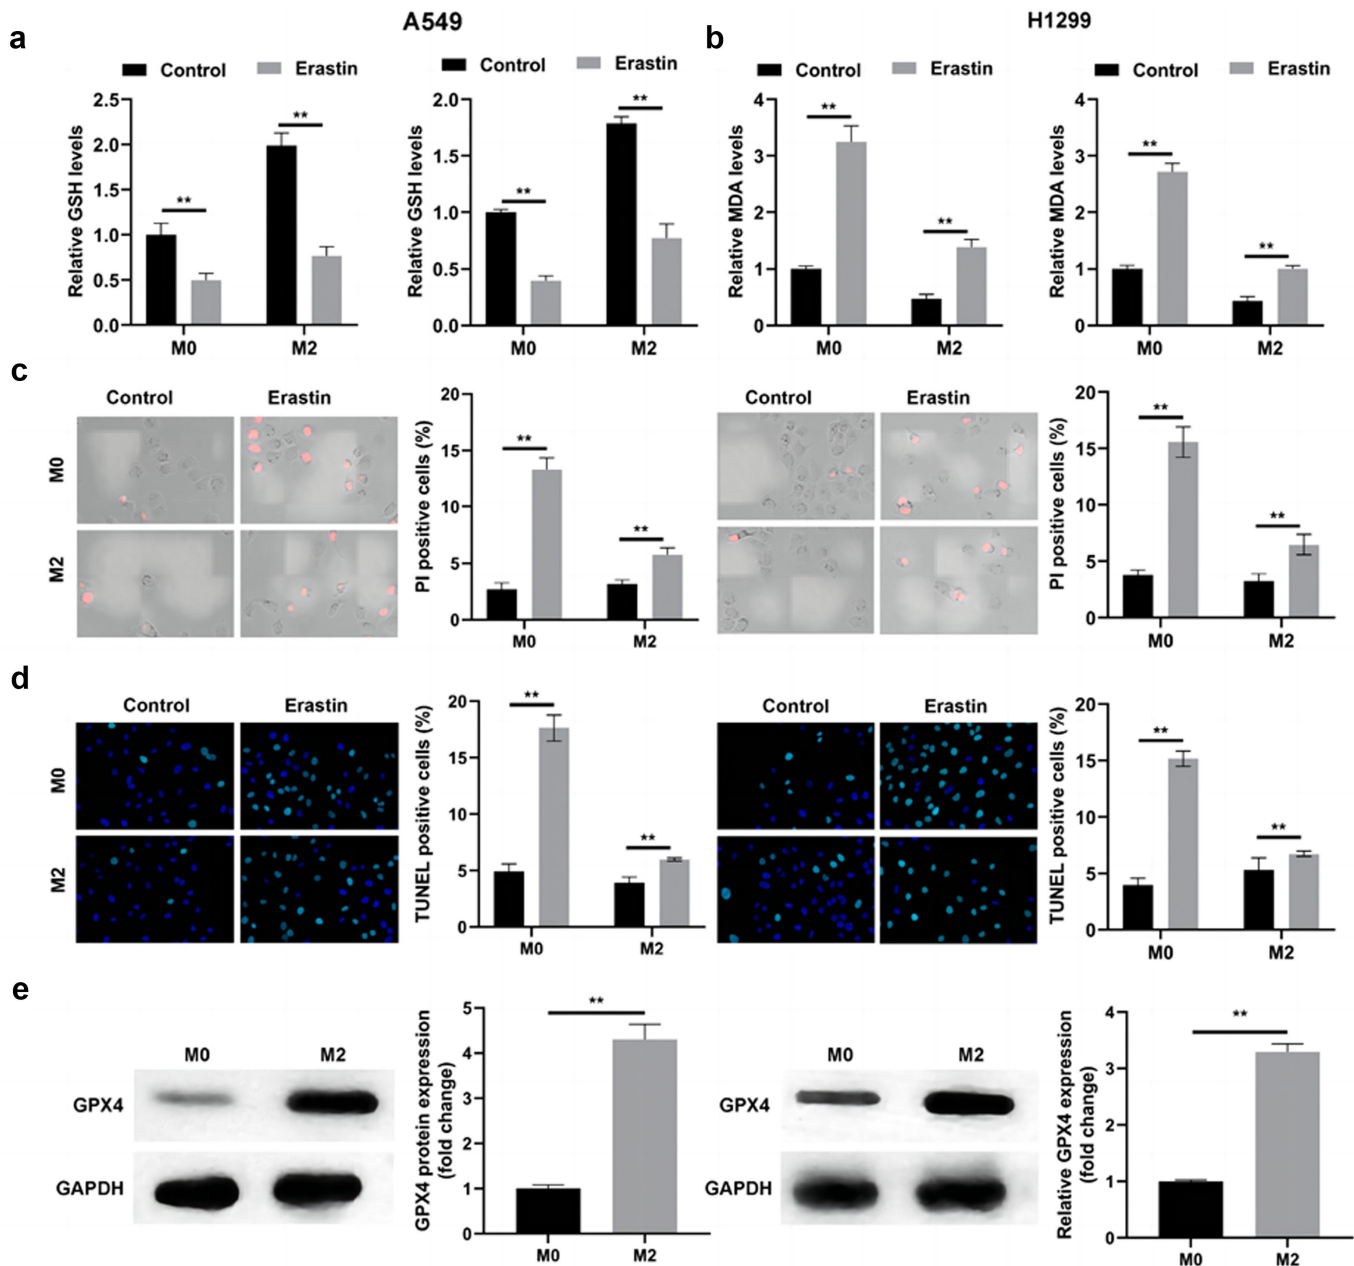 A549
H1299
a
b
Control
Erastin
Control
Erastin
Control
Erastin
Control
Erastin
Relative GSH levels
2.5
2.0
1.5
1.0
0.5
0.0
**
**
M0
M2
Relative GSH levels
2.0
1.5
1.0
0.5
0.0
**
**
M0
M2
Relative MDA levels
4
3
2
1
0
**
**
M0
M2
Relative MDA levels
4
3
2
1
0
**
**
M0
M2
c
Control
Erastin
M0
M2
PI positive cells (%)
20
15
10
5
0
**
**
M0
M2
Control
Erastin
PI positive cells (%)
20
15
10
5
0
**
**
M0
M2
d
Control
Erastin
M0
M2
TUNEL positive cells (%)
20
15
10
5
0
**
**
M0
M2
Control
Erastin
TUNEL positive cells (%)
20
15
10
5
0
**
**
M0
M2
e
M0
M2
GPX4
GAPDH
GPX4 protein expression
(fold change)
5
4
3
2
1
0
**
M0
M2
M0
M2
GPX4
GAPDH
Relative GPX4 expression
(fold change)
4
3
2
1
0
**
M0
M2